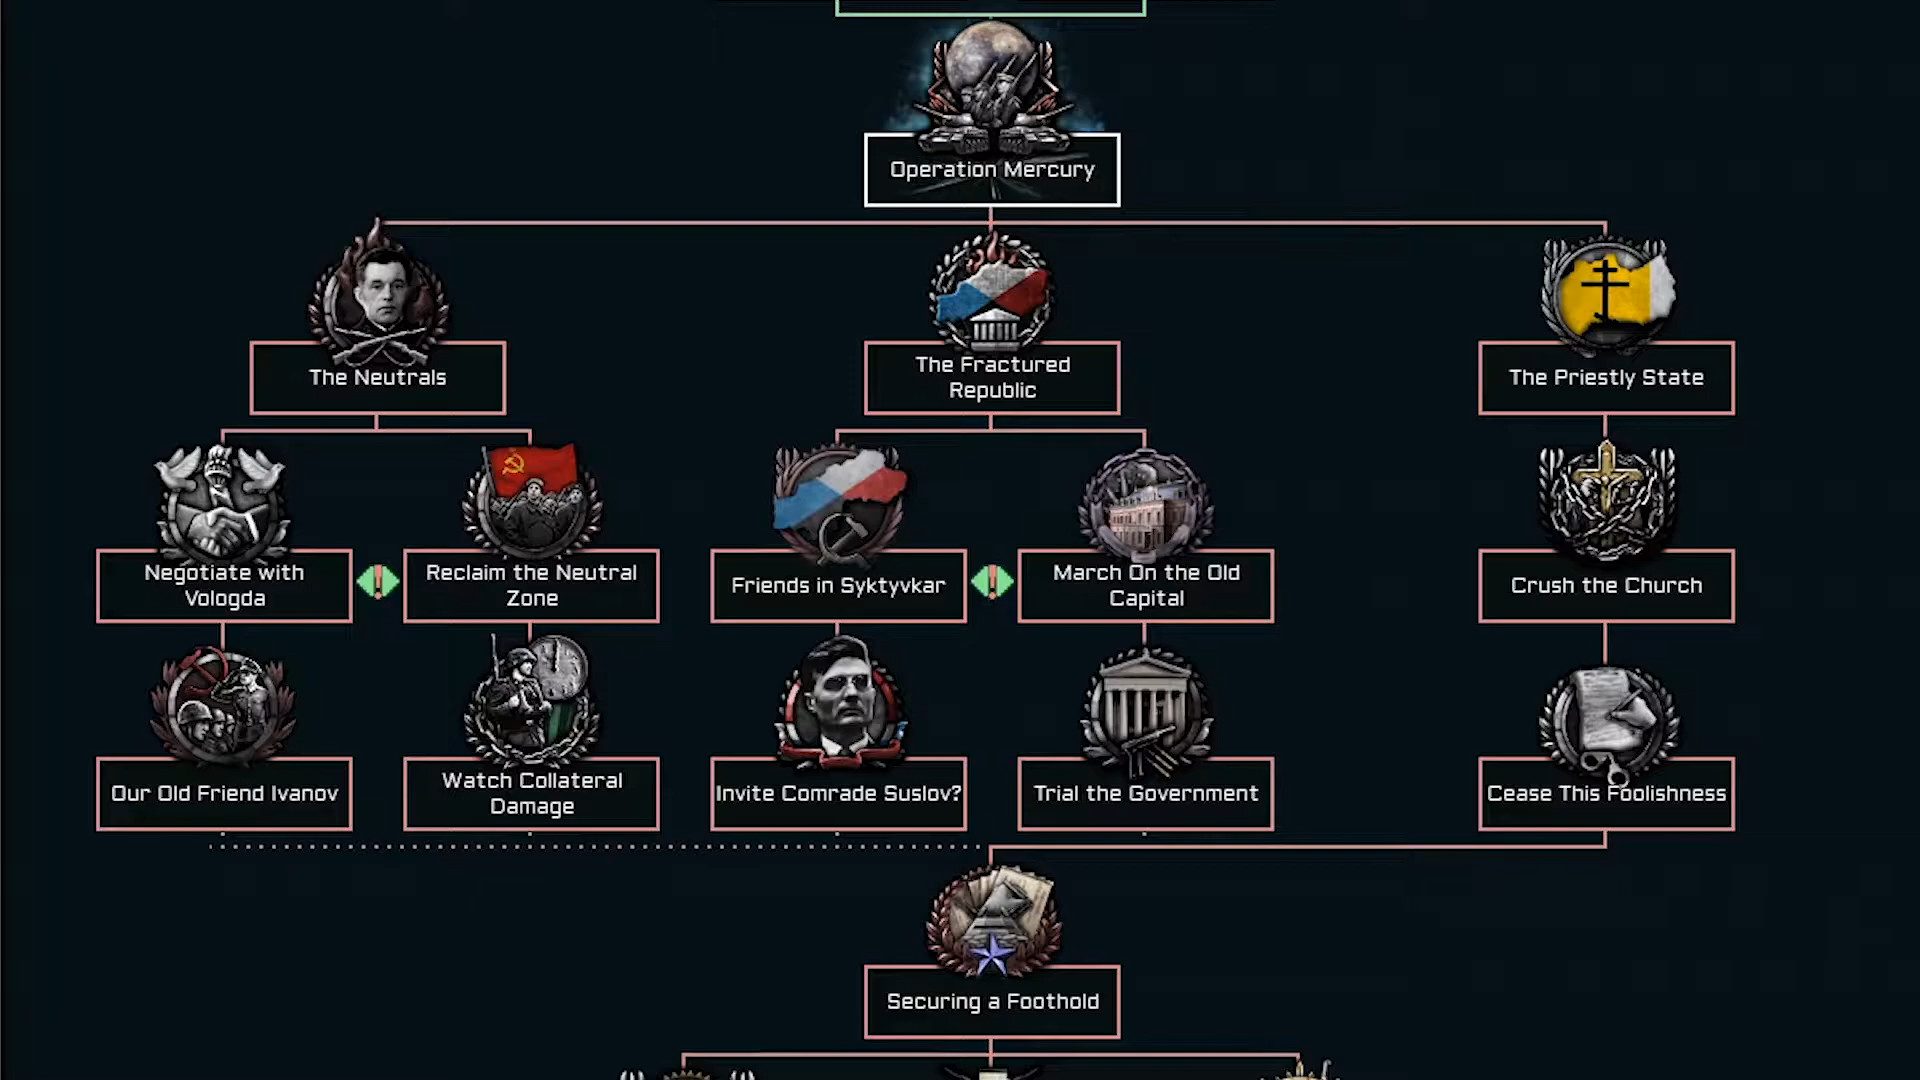 Operation Mercury
The Neutrals
The Fractured
Republic
The Priestly State
Negotiate with
Vologda
Reclaim the Neutral
Zone
Friends in Syktyvkar
March On the Old
Capital
Crush the Church
Our Old Friend Ivanov
Watch Collateral
Damage
Invite Comrade Suslov?
Trial the Government
Cease This Foolishness
Securing a Foothold